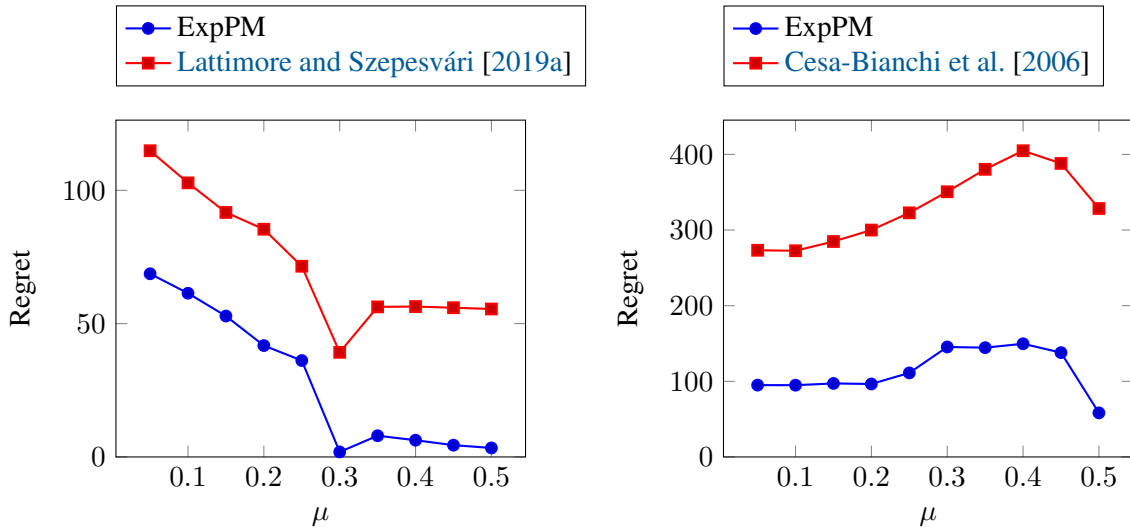 ExpPM
Lattimore and Szepesvári [2019a]
100
50
0
Regret
0.1 0.2 0.3 0.4 0.5
μ
ExpPM
Cesa-Bianchi et al. [2006]
400
300
200
100
0
Regret
0.1 0.2 0.3 0.4 0.5
μ